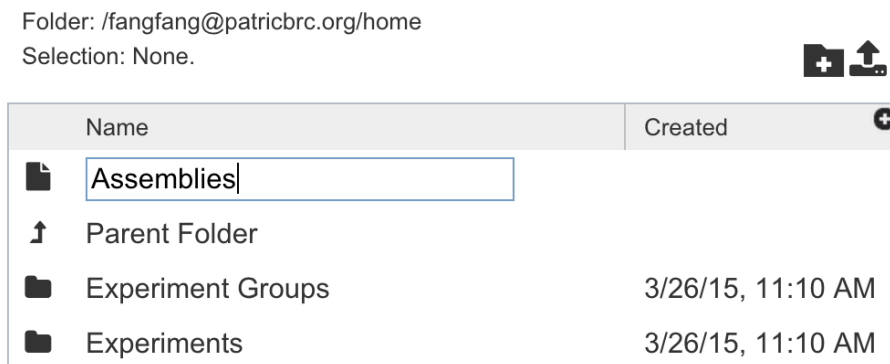 Folder: /fangfang@patricbrc.org/home
Selection: None.
Name Created
Assemblies
Parent Folder
Experiment Groups 3/26/15, 11:10 AM
Experiments 3/26/15, 11:10 AM